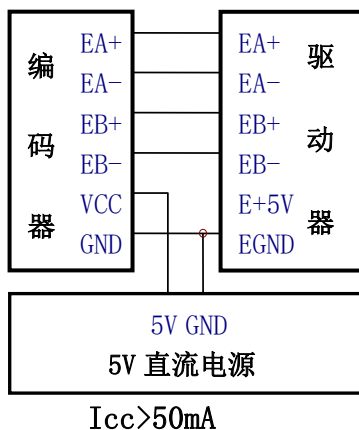 编码器
EA+
EA-
EB+
EB-
VCC
GND
驱动器
EA+
EA-
EB+
EB-
E+5V
EGND
5V GND
5V 直流电源
Icc>50mA